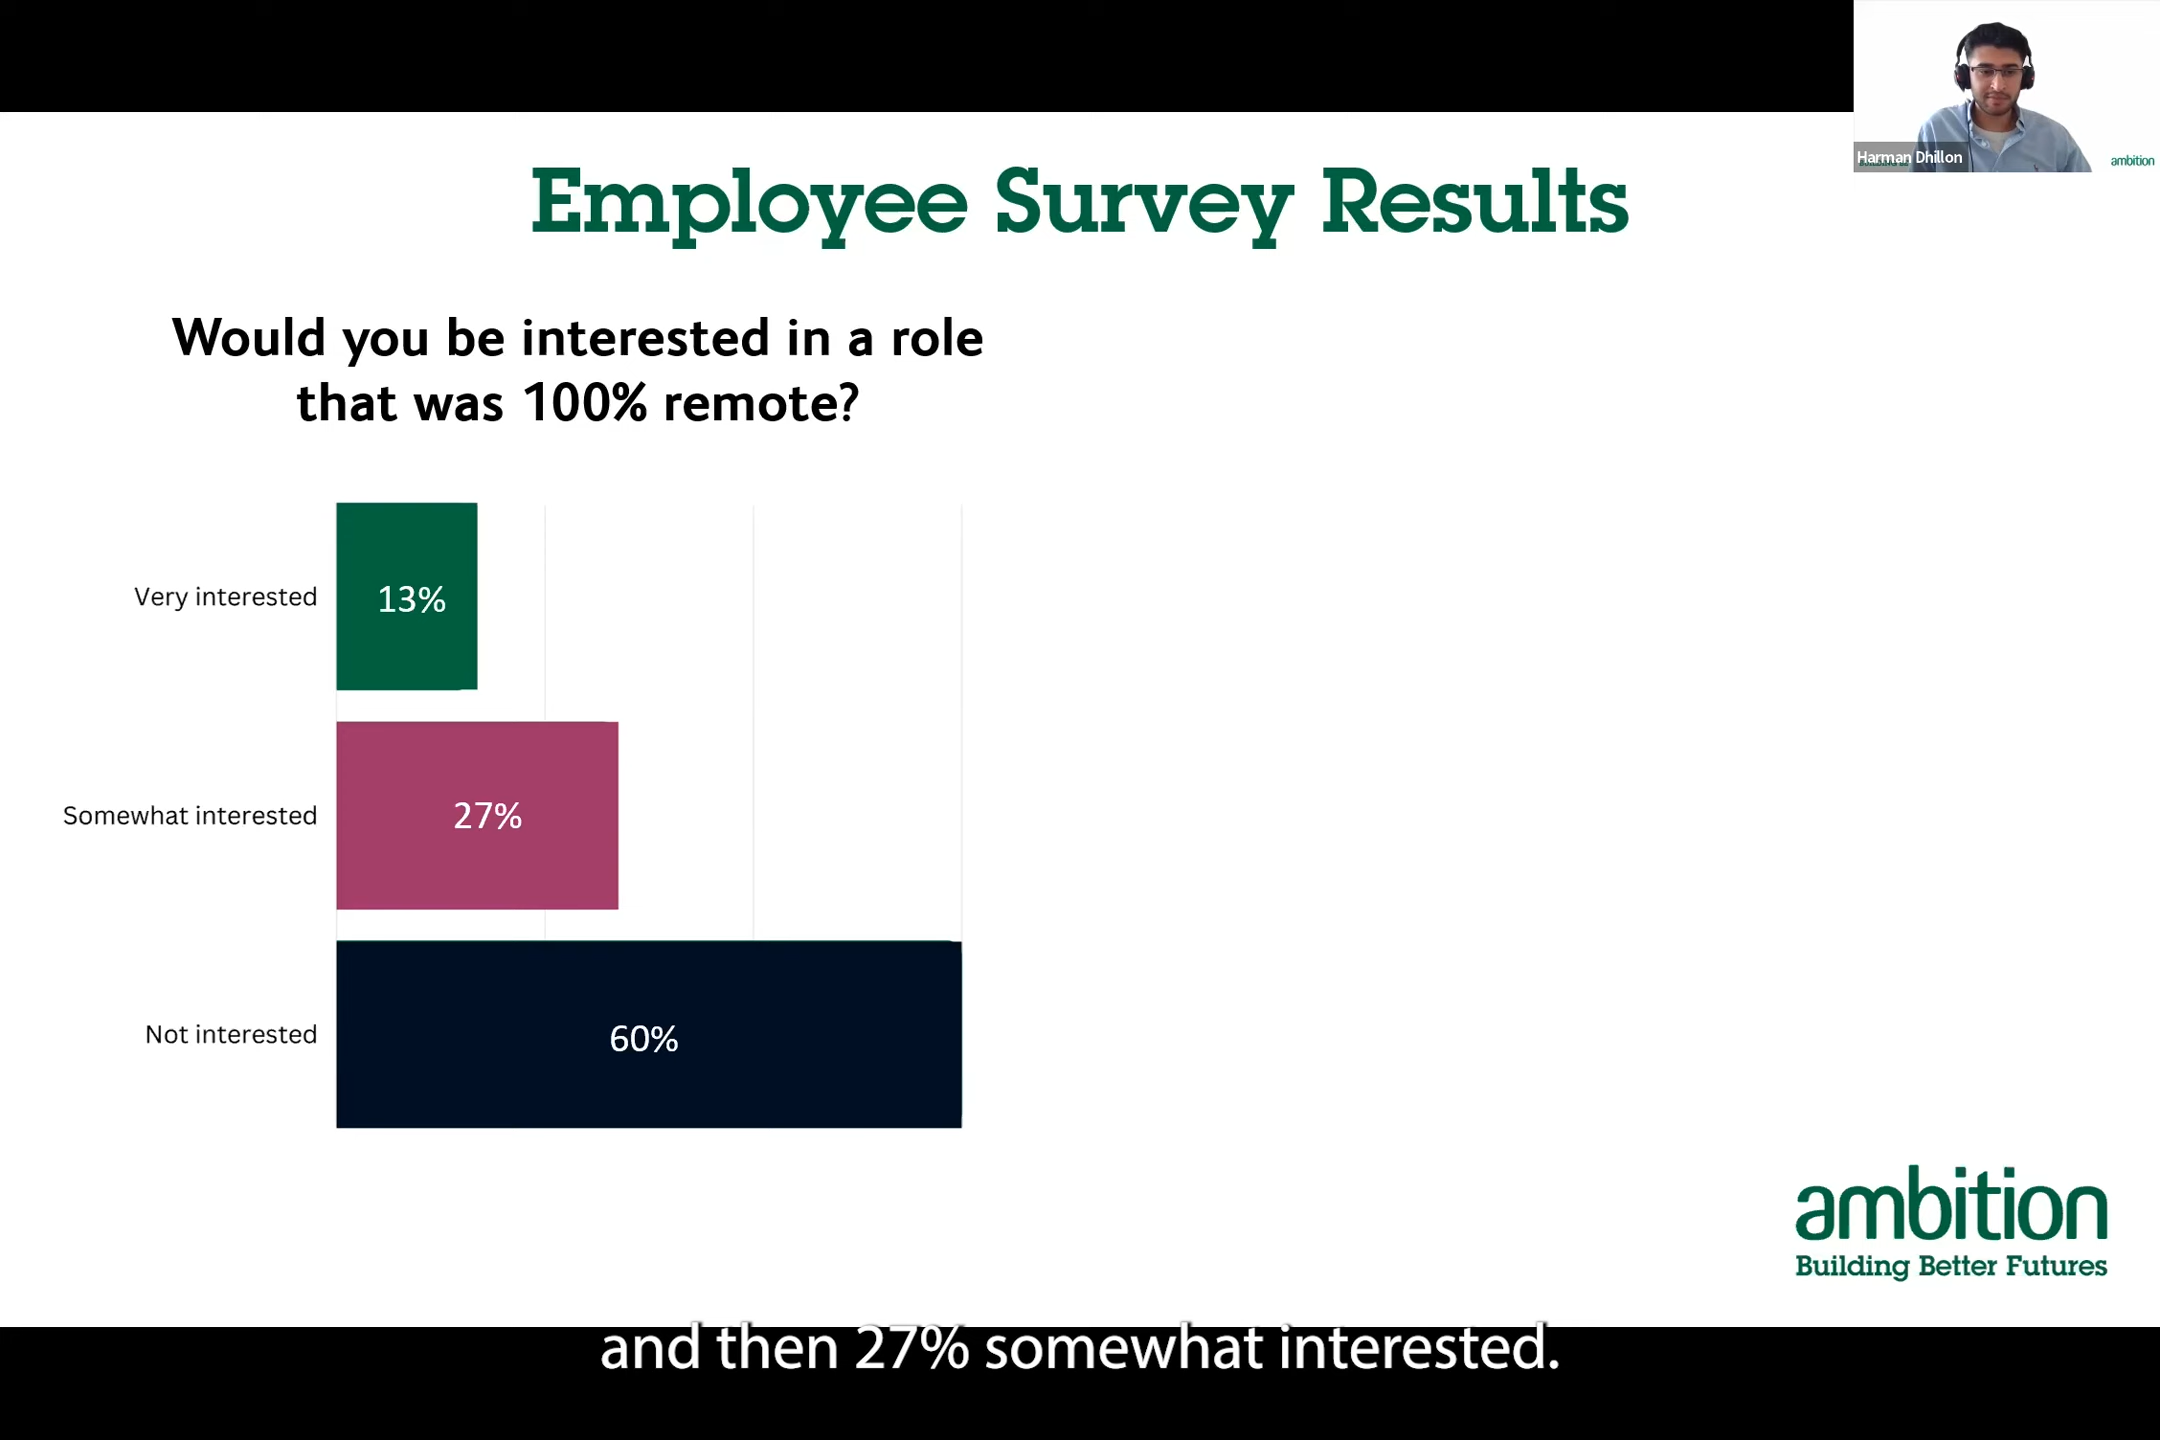 Harman Dhillon
ambition
Employee Survey Results
Would you be interested in a role
that was 100% remote?
Very interested
13%
Somewhat interested
27%
Not interested
60%
ambition
Building Better Futures
and then 27% somewhat interested.